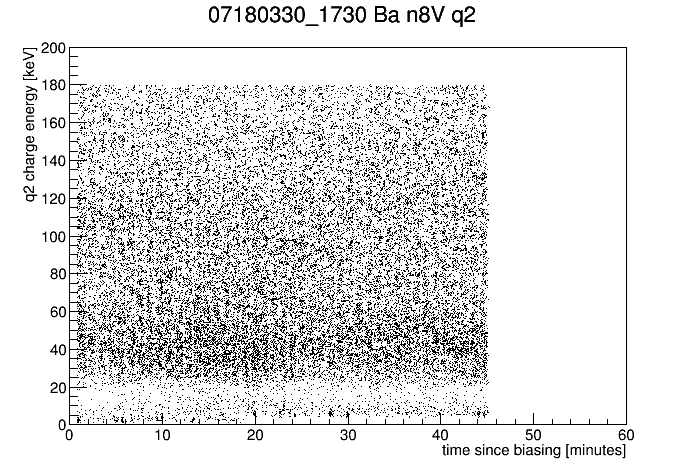 07180330_1730 Ba n8V q2
q2 charge energy [keV]
200
180
160
140
120
100
80
60
40
20
0
0 10 20 30 40 50 60
time since biasing [minutes]